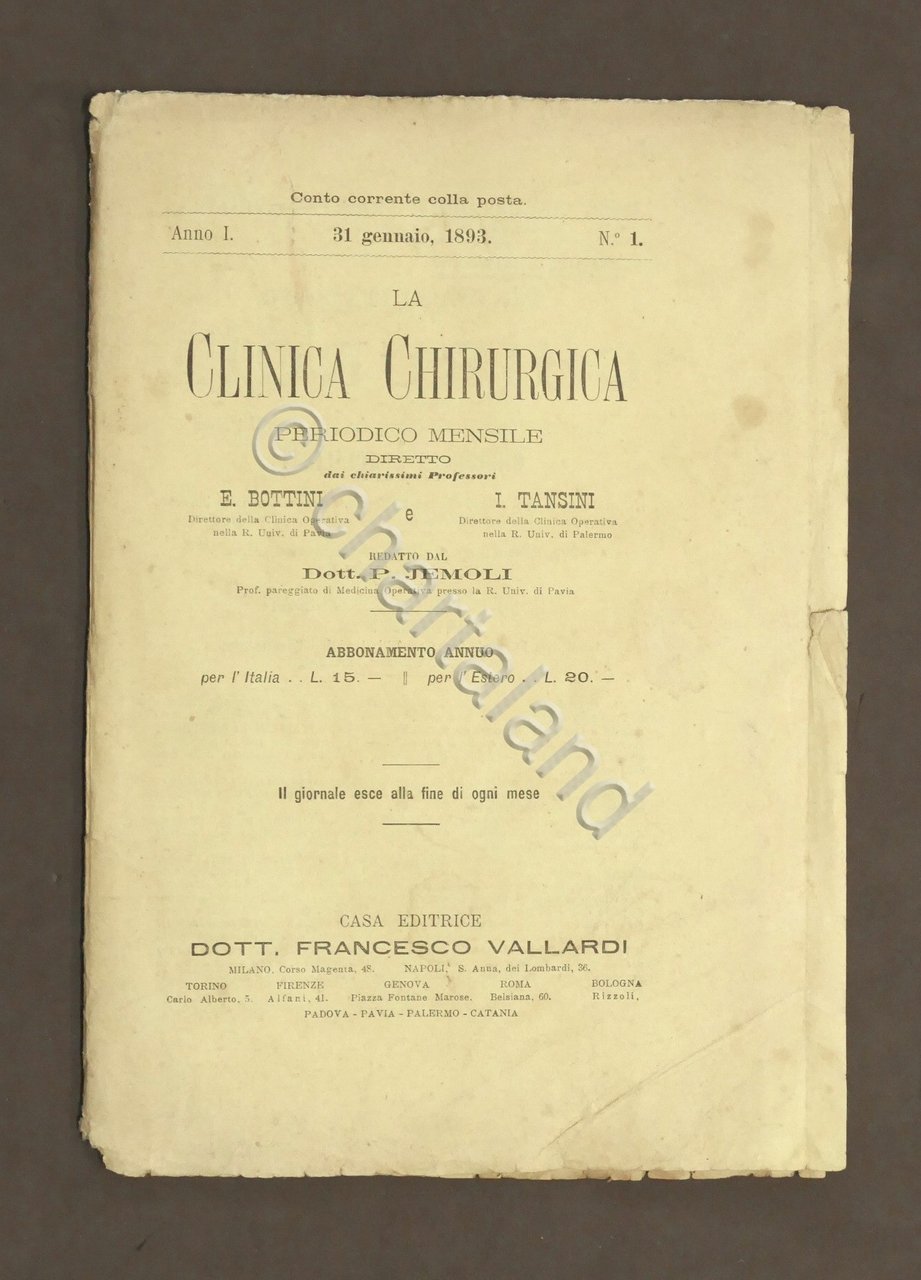 Conto corrente colla posta.
Anno I. 31 gennaio, 1893. N.º 1.
LA
CLINICA CHIRURGICA
PERIODICO MENSILE
DIRETTO
dai chiarissimi Professori
E. BOTTINI e I. TANSINI
Direttore della Clinica Operativa Direttore della Clinica Operativa
nella R. Univ. di Pavia nella R. Univ. di Palermo
REDATTO DAL
Dott. P. JEMOLI
Prof. pareggiato di Medicina Operativa presso la R. Univ. di Pavia
ABBONAMENTO ANNUO
per l'Italia . . L. 15. — || per l'Estero . . L. 20. —
Il giornale esce alla fine di ogni mese
CASA EDITRICE
DOTT. FRANCESCO VALLARDI
MILANO, Corso Magenta, 48. NAPOLI, S. Anna, dei Lombardi, 36.
TORINO FIRENZE GENOVA ROMA BOLOGNA
Carlo Alberto, 5. Alfani, 41. Piazza Fontane Marose. Belsiana, 60. Rizzoli,
PADOVA - PAVIA - PALERMO - CATANIA
© chartaland